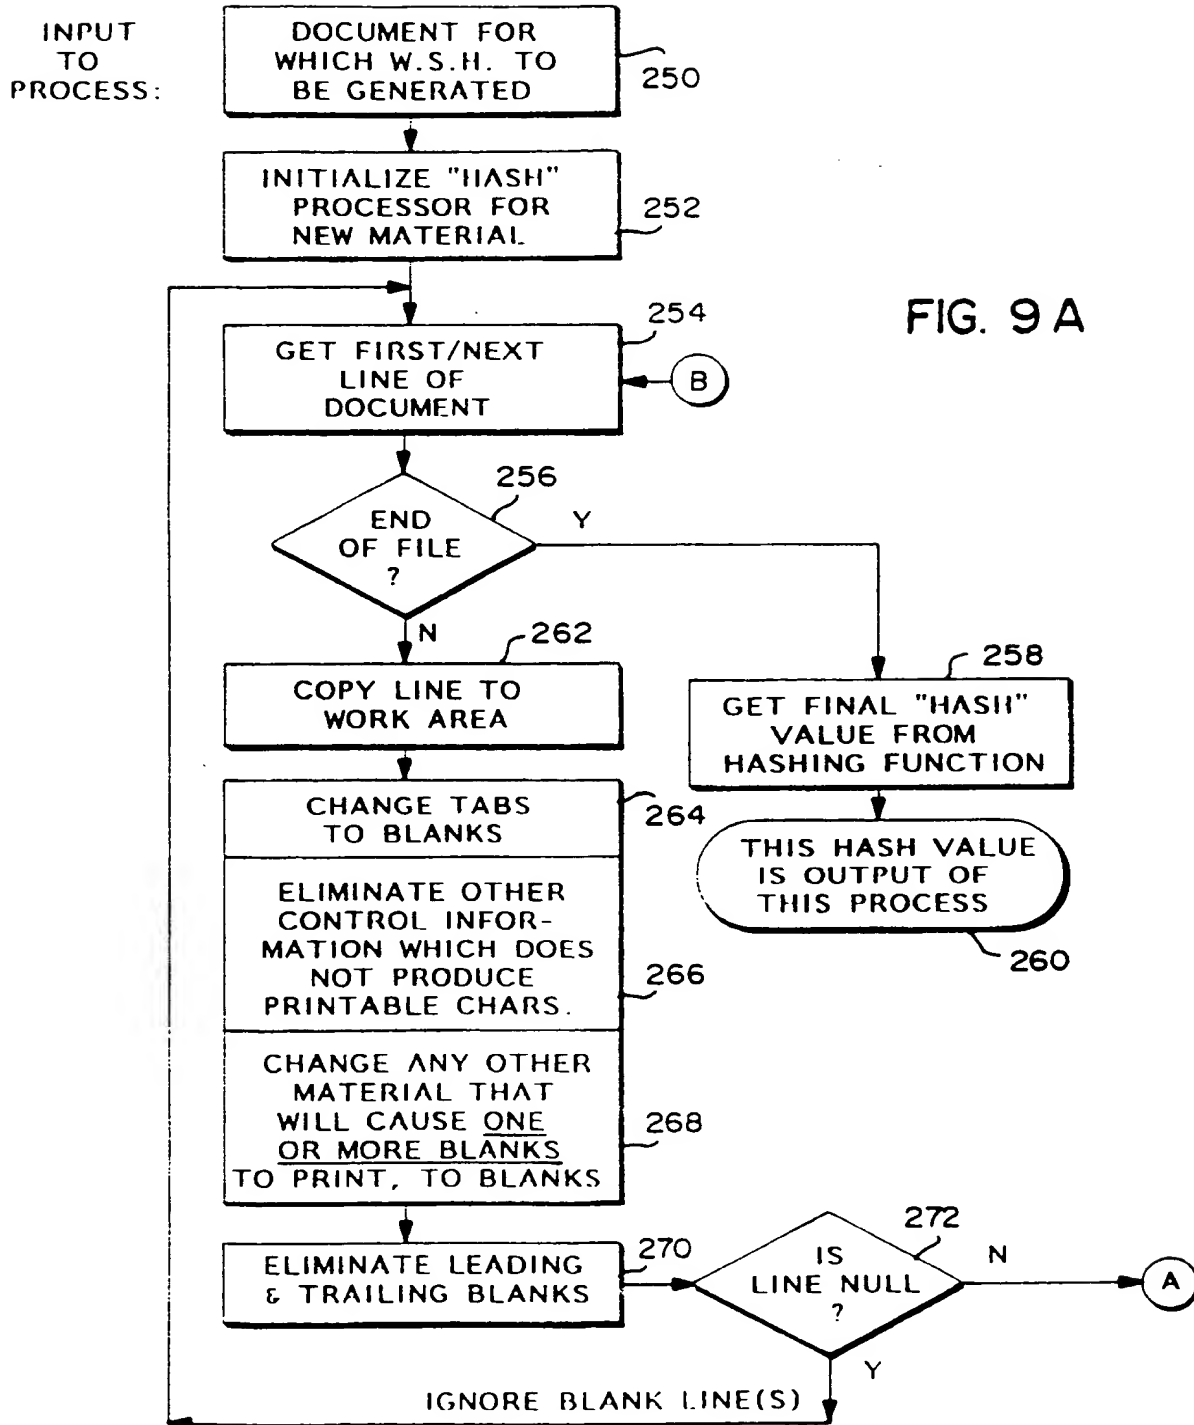 INPUT
TO
PROCESS:
DOCUMENT FOR
WHICH W.S.H. TO
BE GENERATED
250
INITIALIZE "HASH"
PROCESSOR FOR
NEW MATERIAL
252
FIG. 9A
254
GET FIRST/NEXT
LINE OF
DOCUMENT
B
256
END
OF FILE
?
Y
N
262
COPY LINE TO
WORK AREA
258
GET FINAL "HASH"
VALUE FROM
HASHING FUNCTION
CHANGE TABS
TO BLANKS
264
THIS HASH VALUE
IS OUTPUT OF
THIS PROCESS
260
ELIMINATE OTHER
CONTROL INFOR-
MATION WHICH DOES
NOT PRODUCE
PRINTABLE CHARS.
266
CHANGE ANY OTHER
MATERIAL THAT
WILL CAUSE ONE
OR MORE BLANKS
TO PRINT, TO BLANKS
268
ELIMINATE LEADING
& TRAILING BLANKS
270
272
IS
LINE NULL
?
N
A
Y
IGNORE BLANK LINE(S)